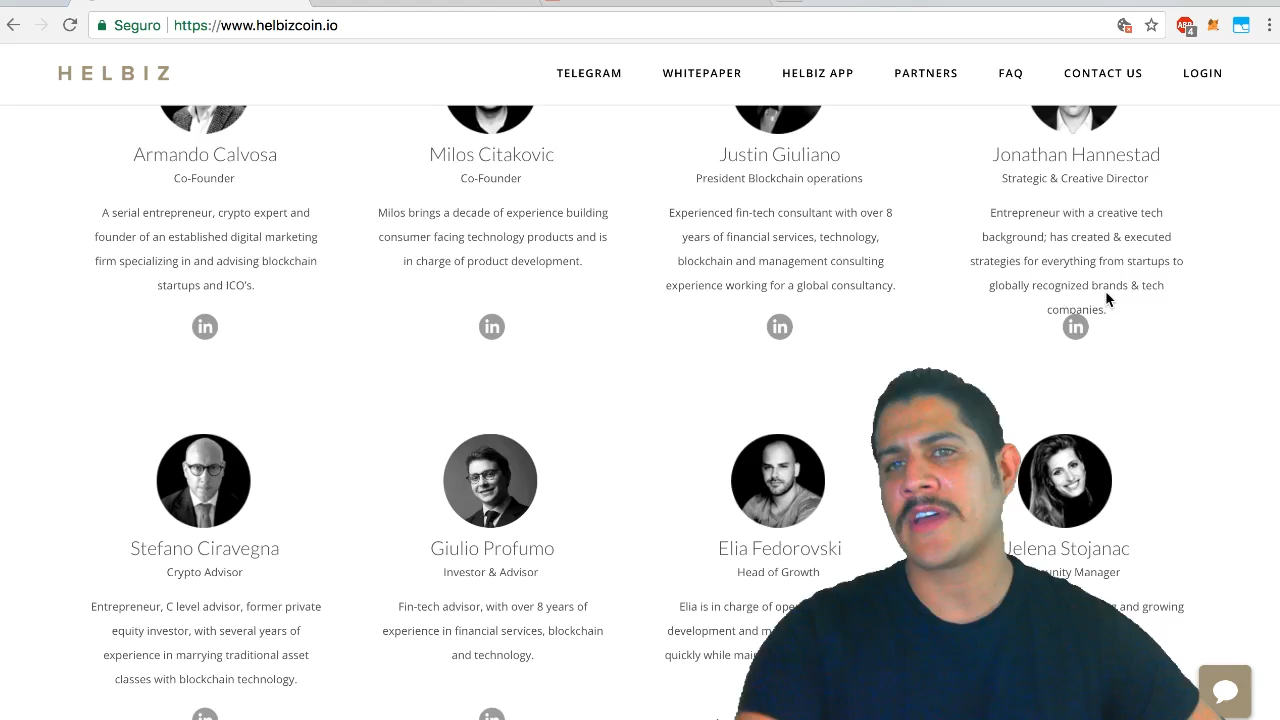 Seguro
https://www.helbizcoin.io
ABP
4
HELBIZ
TELEGRAM
WHITEPAPER
HELBIZ APP
PARTNERS
FAQ
CONTACT US
LOGIN
Armando Calvosa
Co-Founder
A serial entrepreneur, crypto expert and
founder of an established digital marketing
firm specializing in and advising blockchain
startups and ICO's.
in
Milos Citakovic
Co-Founder
Milos brings a decade of experience building
consumer facing technology products and is
in charge of product development.
in
Justin Giuliano
President Blockchain operations
Experienced fin-tech consultant with over 8
years of financial services, technology,
blockchain and management consulting
experience working for a global consultancy.
in
Jonathan Hannestad
Strategic & Creative Director
Entrepreneur with a creative tech
background; has created & executed
strategies for everything from startups to
globally recognized brands & tech
companies.
in
Stefano Ciravegna
Crypto Advisor
Entrepreneur, C level advisor, former private
equity investor, with several years of
experience in marrying traditional asset
classes with blockchain technology.
Giulio Profumo
Investor & Advisor
Fin-tech advisor, with over 8 years of
experience in financial services, blockchain
and technology.
Elia Fedorovski
Head of Growth
Elia is in charge of
development and
quickly while
Jelena Stojanac
Manager
and growing